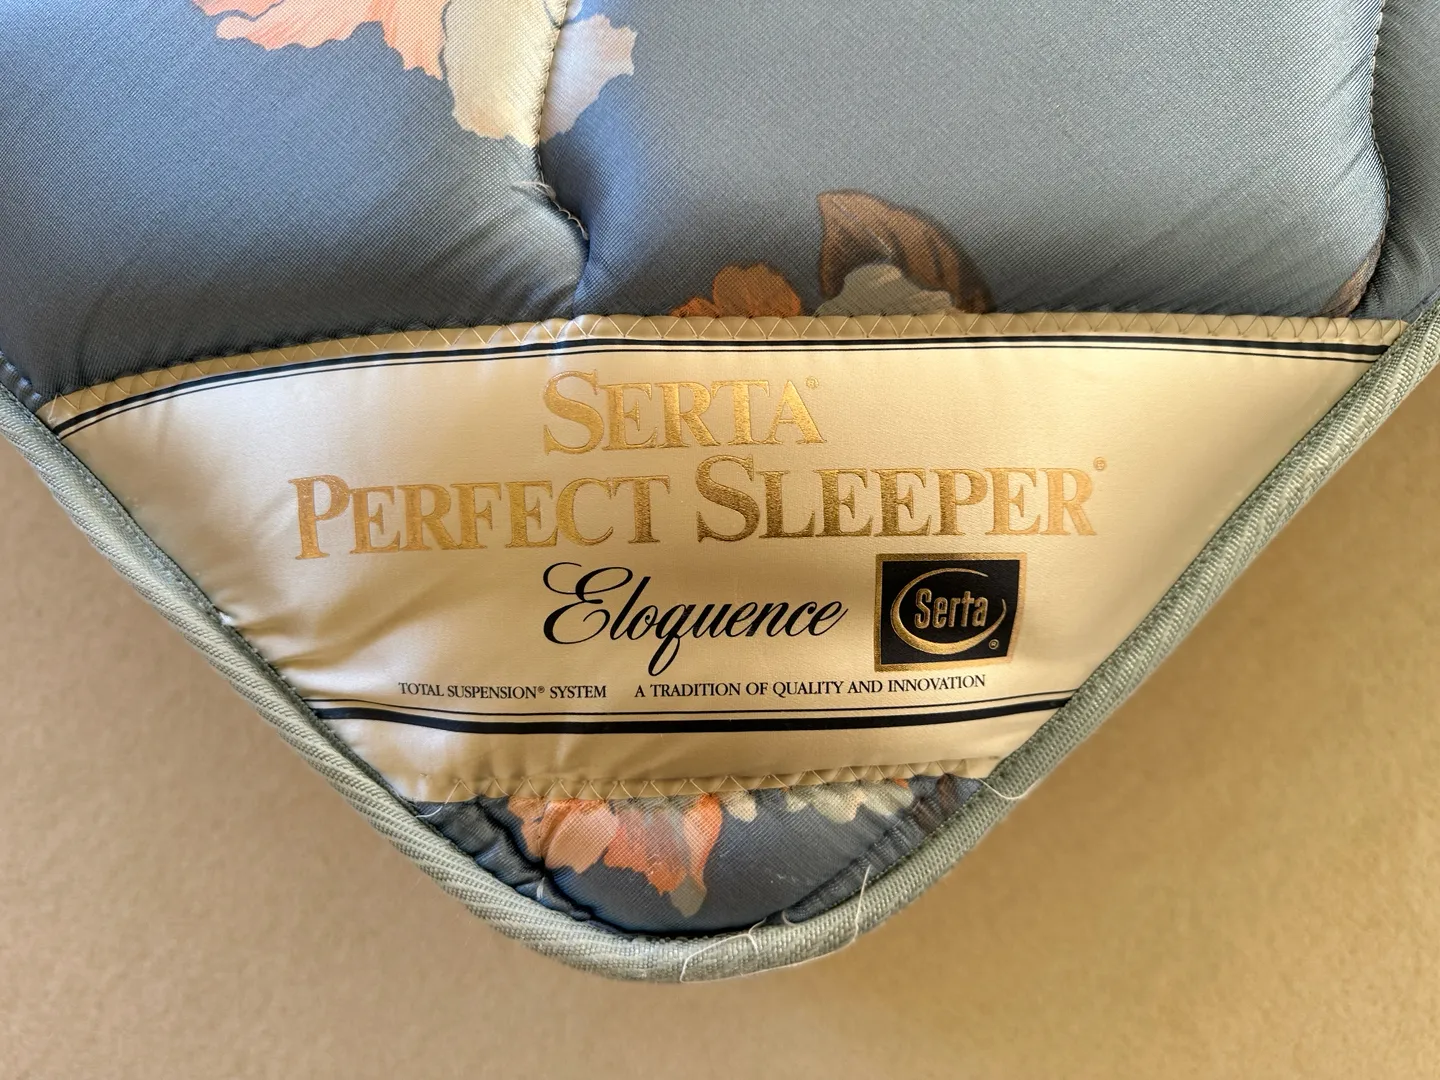 SERTA®
PERFECT SLEEPER®
Eloquence
Serta®
TOTAL SUSPENSION® SYSTEM A TRADITION OF QUALITY AND INNOVATION